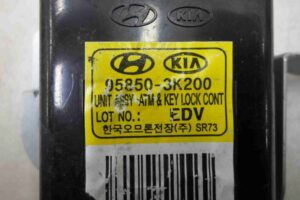 KIA
95850-3K200
UNIT ASSY-ATM & KEY LOCK CONT
LOT NO.: EDV
한국오므론전장(주) SR73